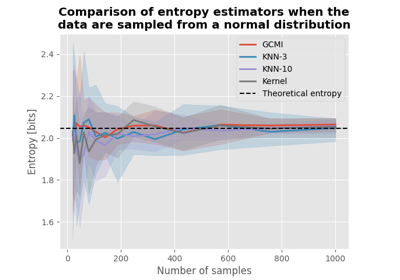 Comparison of entropy estimators when the
data are sampled from a normal distribution
GCMI
KNN-3
KNN-10
Kernel
Theoretical entropy
Entropy [bits]
2.4
2.2
2.0
1.8
1.6
0 200 400 600 800 1000
Number of samples